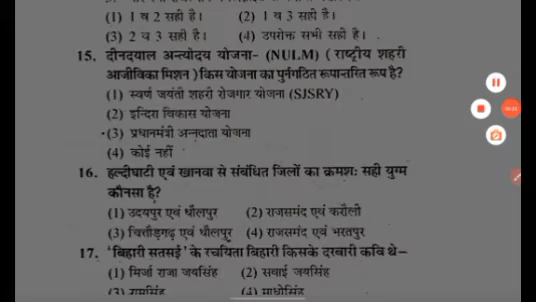 (1) 1 व 2 सही है। (2) 1 व 3 सही है।
(3) 2 व 3 सही है। (4) उपरोक्त सभी सही है।
15. दीनदयाल अन्त्योदय योजना- (NULM) ( राष्ट्रीय शहरी
आजीविका मिशन ) किस योजना का पुर्नगठित रूपान्तरित रूप है?
(1) स्वर्ण जयंती शहरी रोजगार योजना (SJSRY)
(2) इन्दिरा विकास योजना
(3) प्रधानमंत्री अन्नदाता योजना
(4) कोई नहीं
16. हल्दीघाटी एवं खानवा से संबंधित जिलों का क्रमशः सही युग्म
कौनसा है?
(1) उदयपुर एवं धौलपुर (2) राजसमंद एवं करौली
(3) चित्तौड़गढ़ एवं धौलपुर (4) राजसमंद एवं भरतपुर
17. 'बिहारी सतसई' के रचयिता बिहारी किसके दरबारी कवि थे-
(1) मिर्जा राजा जयसिंह (2) सवाई जयसिंह
(3) रामसिंह (4) माधोसिंह